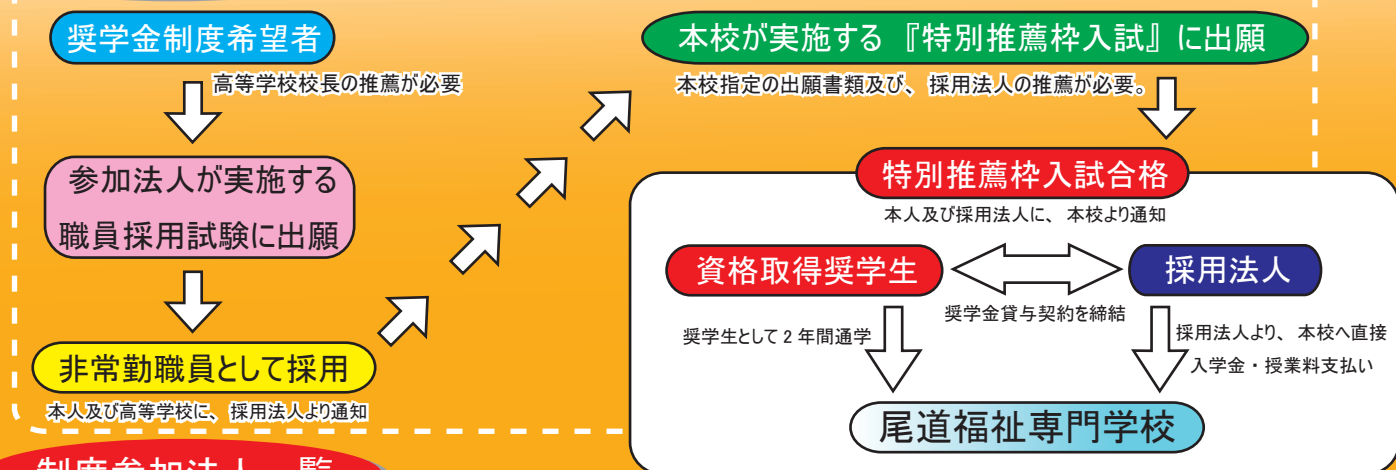 奨学金制度希望者
高等学校校長の推薦が必要
参加法人が実施する
職員採用試験に出願
非常勤職員として採用
本人及び高等学校に、採用法人より通知
本校が実施する『特別推薦枠入試』に出願
本校指定の出願書類及び、採用法人の推薦が必要。
特別推薦枠入試合格
本人及び採用法人に、本校より通知
資格取得奨学生
採用法人
奨学金貸与契約を締結
奨学生として2年間通学
採用法人より、本校へ直接
入学金・授業料支払い
尾道福祉専門学校
制度参加法人一覧